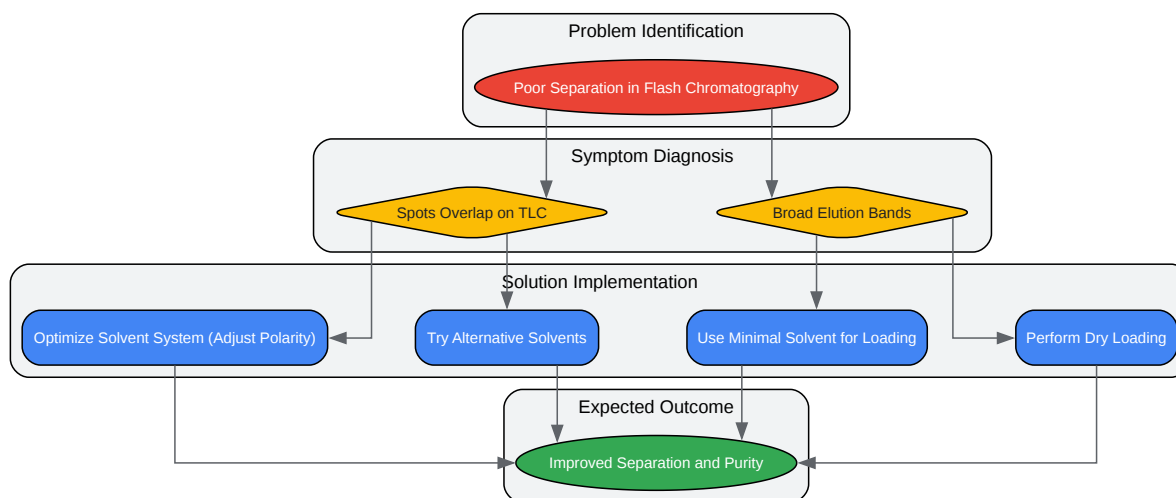 Problem Identification
Poor Separation in Flash Chromatography
Symptom Diagnosis
Spots Overlap on TLC
Broad Elution Bands
Solution Implementation
Optimize Solvent System (Adjust Polarity)
Try Alternative Solvents
Use Minimal Solvent for Loading
Perform Dry Loading
Expected Outcome
Improved Separation and Purity